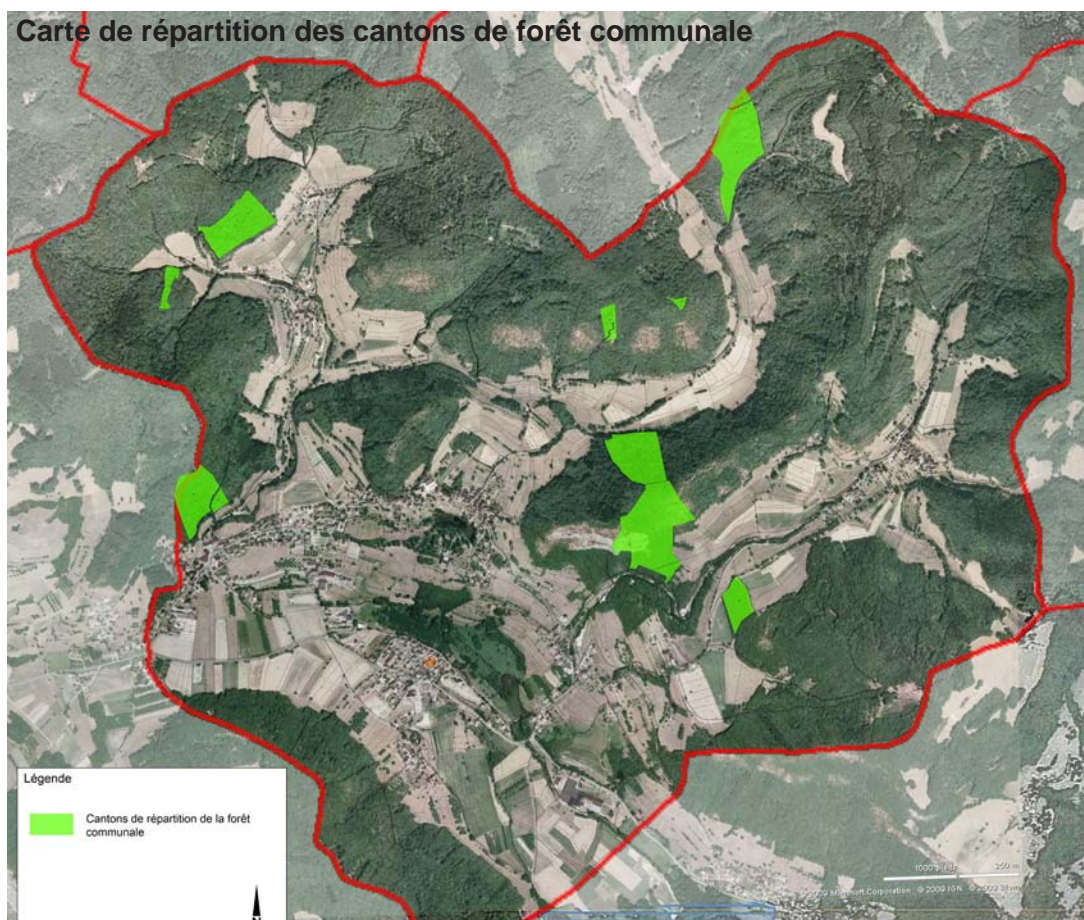 Carte de répartition des cantons de forêt communale
Légende
Cantons de répartition de la forêt
communale
250 m
© 2009 Microsoft Corporation © 2009 IGN © 2009
N